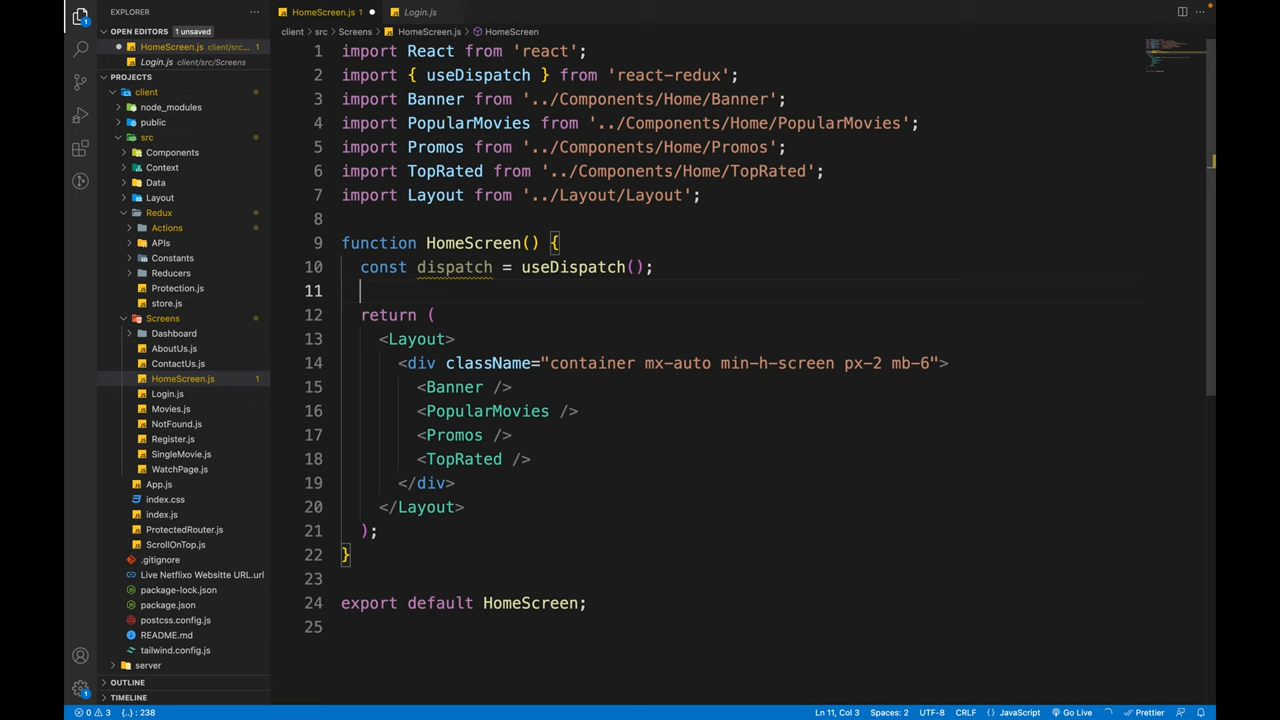 EXPLORER
···
HomeScreen.js 1
Login.js
OPEN EDITORS
1 unsaved
HomeScreen.js client/src... 1
Login.js client/src/Screens
PROJECTS
client
node_modules
public
src
Components
Context
Data
Layout
Redux
Actions
APIs
Constants
Reducers
Protection.js
store.js
Screens
Dashboard
AboutUs.js
ContactUs.js
HomeScreen.js 1
Login.js
Movies.js
NotFound.js
Register.js
SingleMovie.js
WatchPage.js
App.js
index.css
index.js
ProtectedRouter.js
ScrollOnTop.js
.gitignore
Live Netflixo Websitte URL.url
package-lock.json
package.json
postcss.config.js
README.md
tailwind.config.js
server
OUTLINE
TIMELINE
client > src > Screens > HomeScreen.js > HomeScreen
1 import React from 'react';
2 import { useDispatch } from 'react-redux';
3 import Banner from '../Components/Home/Banner';
4 import PopularMovies from '../Components/Home/PopularMovies';
5 import Promos from '../Components/Home/Promos';
6 import TopRated from '../Components/Home/TopRated';
7 import Layout from '../Layout/Layout';
8
9 function HomeScreen() {
10 const dispatch = useDispatch();
11
12 return (
13 <Layout>
14 <div className="container mx-auto min-h-screen px-2 mb-6">
15 <Banner />
16 <PopularMovies />
17 <Promos />
18 <TopRated />
19 </div>
20 </Layout>
21 );
22 }
23
24 export default HomeScreen;
25
0 3 {..}: 238
Ln 11, Col 3 Spaces: 2 UTF-8 CRLF {} JavaScript Go Live Prettier